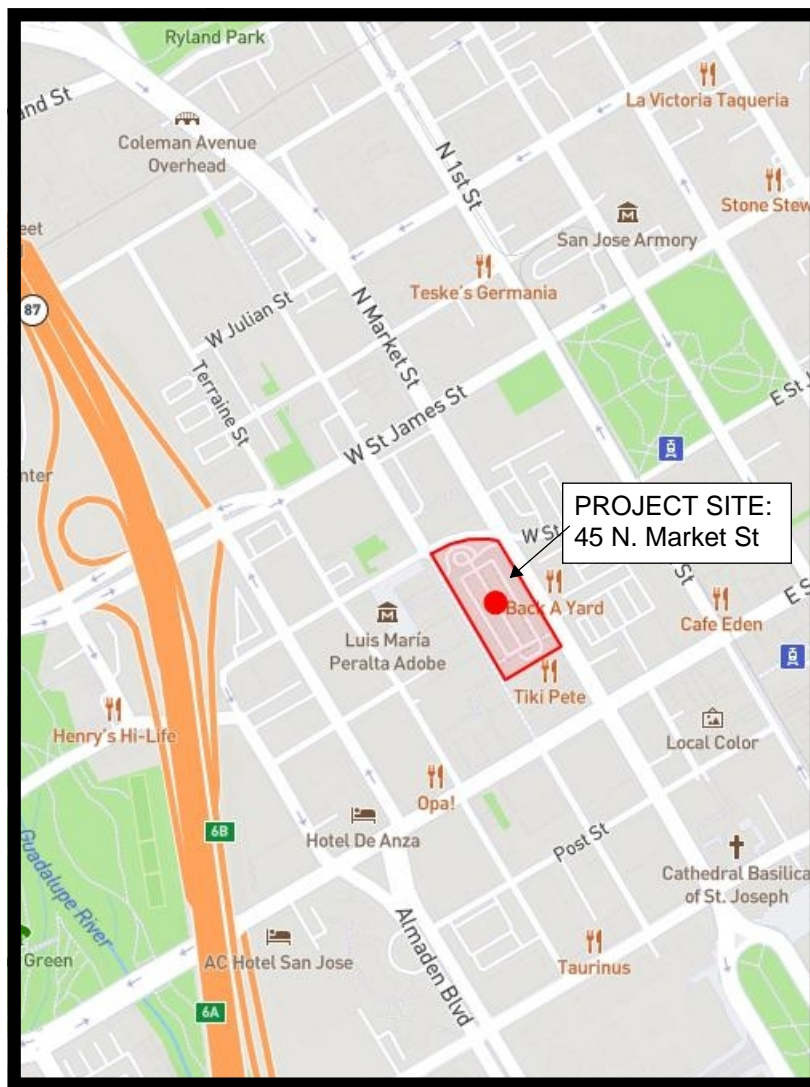 Ryland Park
and St
La Victoria Taqueria
Coleman Avenue
Overhead
N 1st St
Stone Stew
San Jose Armory
eet
Teske's Germania
87
N Market St
W Julian St
Terraine St
W St James St
E St J
nter
PROJECT SITE:
45 N. Market St
W St
St
E S
Back A Yard
Cafe Eden
Luis María
Peralta Adobe
Tiki Pete
Henry's Hi-Life
Local Color
Opa!
6B
Hotel De Anza
Post St
Guadalupe River
Cathedral Basilica
of St. Joseph
Almaden Blvd
Green
AC Hotel San Jose
Taurinus
6A